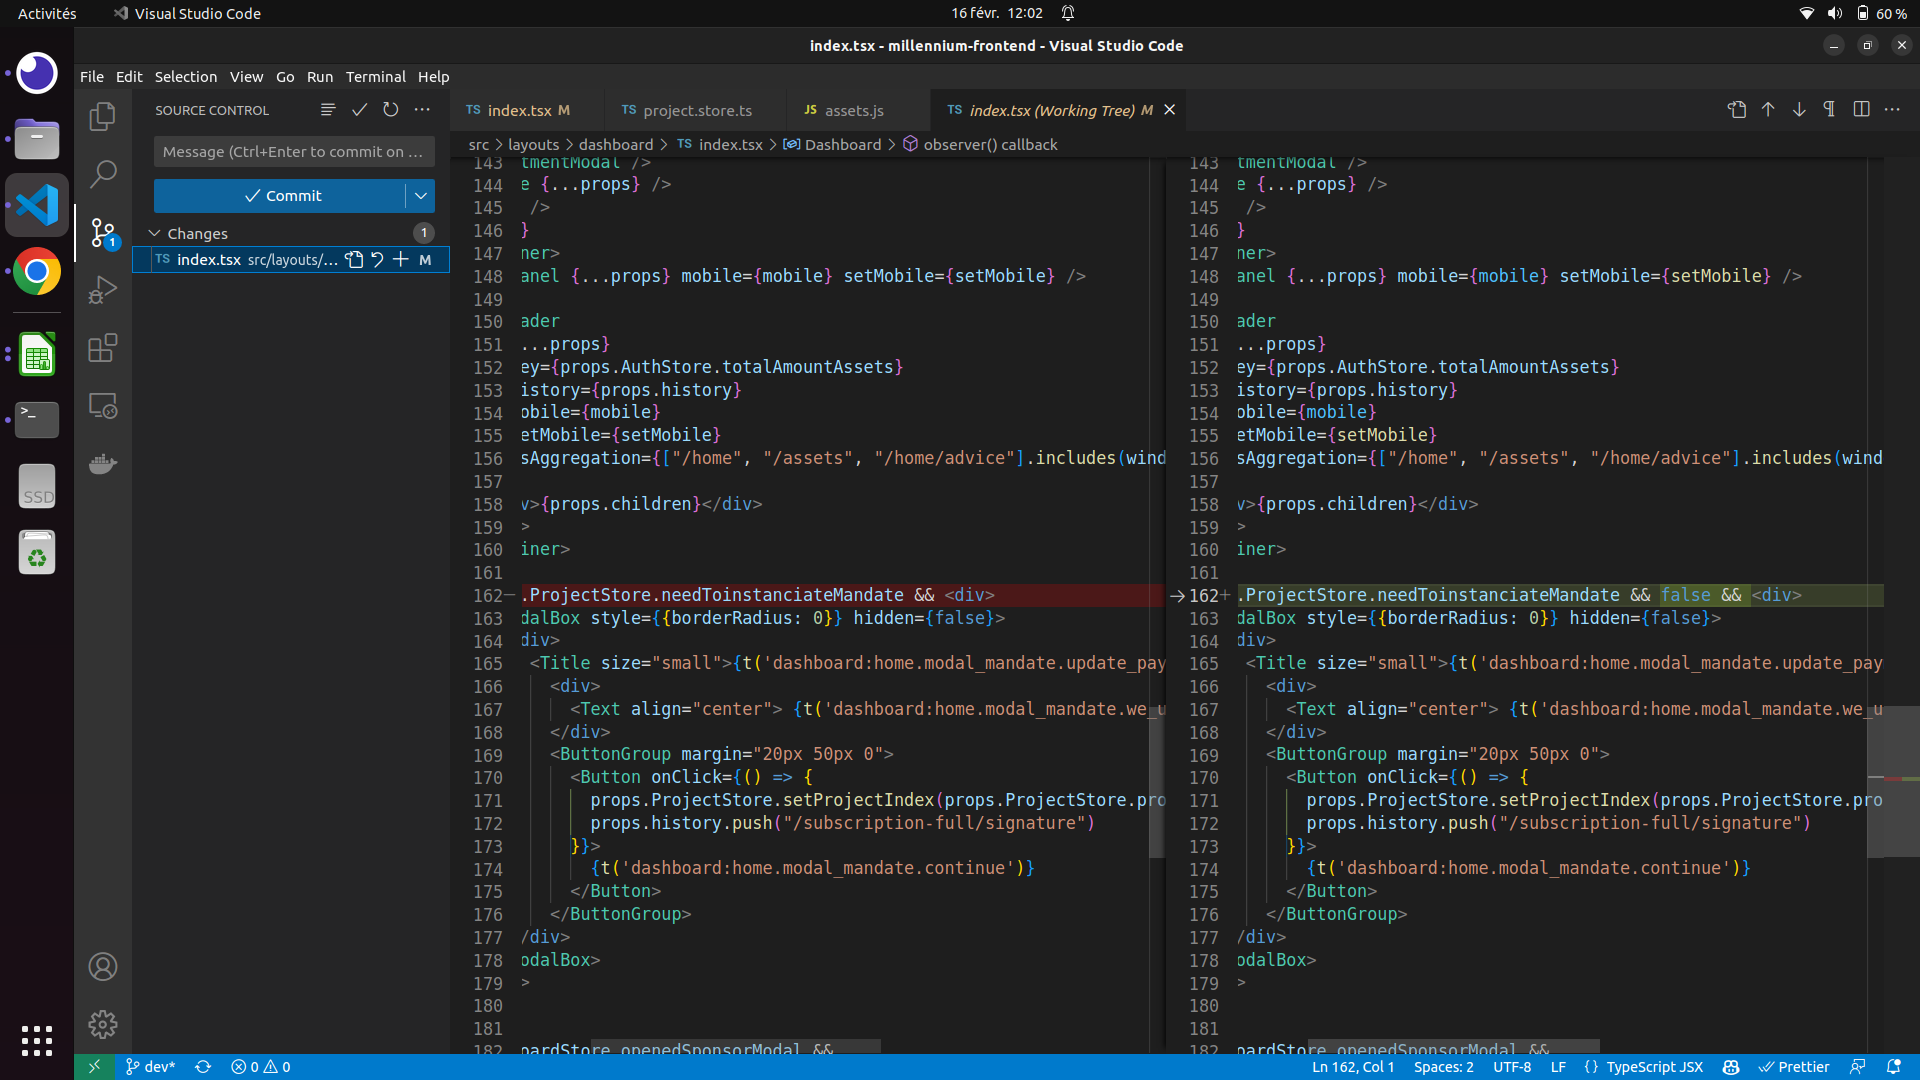 Activités
Visual Studio Code
16 févr. 12:02
60 %
index.tsx - millennium-frontend - Visual Studio Code
File Edit Selection View Go Run Terminal Help
SOURCE CONTROL
TS index.tsx M
TS project.store.ts
JS assets.js
TS index.tsx (Working Tree) M
src > layouts > dashboard > TS index.tsx > Dashboard > observer() callback
Message (Ctrl+Enter to commit on ...
Commit
Changes
1
TS index.tsx src/layouts/... M
1
SSD
143 tmentModal />
144 e {...props} />
145 />
146 }
147 ner>
148 anel {...props} mobile={mobile} setMobile={setMobile} />
149
150 ader
151 ...props}
152 ey={props.AuthStore.totalAmountAssets}
153 istory={props.history}
154 obile={mobile}
155 etMobile={setMobile}
156 sAggregation={["/home", "/assets", "/home/advice"].includes(wind
157
158 v>{props.children}</div>
159 >
160 iner>
161
162 .ProjectStore.needToinstanciateMandate && <div>
163 dalBox style={{borderRadius: 0}} hidden={false}>
164 div>
165 <Title size="small">{t('dashboard:home.modal_mandate.update_pay
166 <div>
167 <Text align="center"> {t('dashboard:home.modal_mandate.we_u
168 </div>
169 <ButtonGroup margin="20px 50px 0">
170 <Button onClick={() => {
171 props.ProjectStore.setProjectIndex(props.ProjectStore.pro
172 props.history.push("/subscription-full/signature")
173 }}>
174 {t('dashboard:home.modal_mandate.continue')}
175 </Button>
176 </ButtonGroup>
177 /div>
178 odalBox>
179 >
180
181
182 oardStore.openedSponsorModal &&
143 tmentModal />
144 e {...props} />
145 />
146 }
147 ner>
148 anel {...props} mobile={mobile} setMobile={setMobile} />
149
150 ader
151 ...props}
152 ey={props.AuthStore.totalAmountAssets}
153 istory={props.history}
154 obile={mobile}
155 etMobile={setMobile}
156 sAggregation={["/home", "/assets", "/home/advice"].includes(wind
157
158 v>{props.children}</div>
159 >
160 iner>
161
162 .ProjectStore.needToinstanciateMandate && false && <div>
163 dalBox style={{borderRadius: 0}} hidden={false}>
164 div>
165 <Title size="small">{t('dashboard:home.modal_mandate.update_pay
166 <div>
167 <Text align="center"> {t('dashboard:home.modal_mandate.we_u
168 </div>
169 <ButtonGroup margin="20px 50px 0">
170 <Button onClick={() => {
171 props.ProjectStore.setProjectIndex(props.ProjectStore.pro
172 props.history.push("/subscription-full/signature")
173 }}>
174 {t('dashboard:home.modal_mandate.continue')}
175 </Button>
176 </ButtonGroup>
177 /div>
178 odalBox>
179 >
180
181
182 oardStore.openedSponsorModal &&
dev*
0 0
Ln 162, Col 1
Spaces: 2
UTF-8
LF
{} TypeScript JSX
Prettier